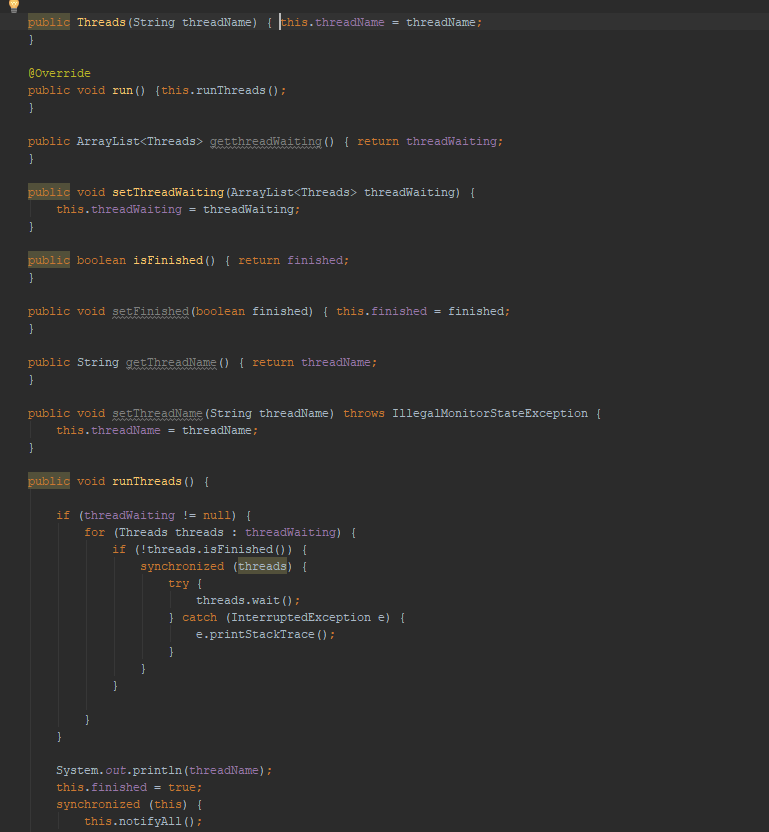 public Threads(String threadName) { this.threadName = threadName;
}
@Override
public void run() {this.runThreads();
}
public ArrayList<Threads> getthreadWaiting() { return threadWaiting;
}
public void setThreadWaiting(ArrayList<Threads> threadWaiting) {
    this.threadWaiting = threadWaiting;
}
public boolean isFinished() { return finished;
}
public void setFinished(boolean finished) { this.finished = finished;
}
public String getThreadName() { return threadName;
}
public void setThreadName(String threadName) throws IllegalMonitorStateException {
    this.threadName = threadName;
}
public void runThreads() {
    if (threadWaiting != null) {
        for (Threads threads : threadWaiting) {
            if (!threads.isFinished()) {
                synchronized (threads) {
                    try {
                        threads.wait();
                    } catch (InterruptedException e) {
                        e.printStackTrace();
                    }
                }
            }
        }
    }
    System.out.println(threadName);
    this.finished = true;
    synchronized (this) {
        this.notifyAll();